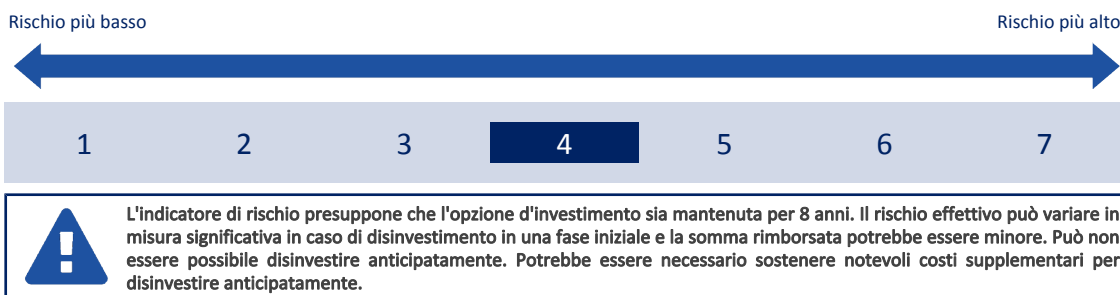 Rischio più basso Rischio più alto
1 2 3 4 5 6 7
L'indicatore di rischio presuppone che l'opzione d'investimento sia mantenuta per 8 anni. Il rischio effettivo può variare in
misura significativa in caso di disinvestimento in una fase iniziale e la somma rimborsata potrebbe essere minore. Può non
essere possibile disinvestire anticipatamente. Potrebbe essere necessario sostenere notevoli costi supplementari per
disinvestire anticipatamente.